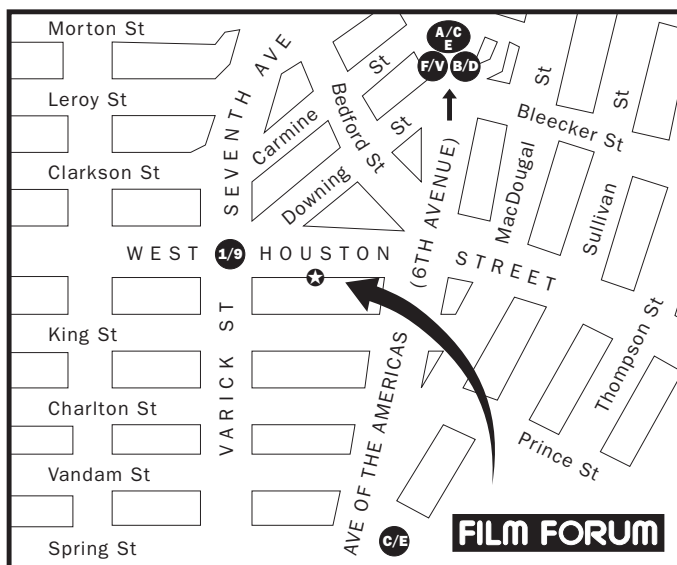 Morton St
Leroy St
Clarkson St
SEVENTH AVE
Carmine St
Bedford St
Downing
A/C
E
F/V
B/D
(6TH AVENUE)
MacDougal St
Bleecker St
Sullivan St
WEST
1/9
HOUSTON
STREET
King St
VARICK ST
Charlton St
AVE OF THE AMERICAS
Thompson St
Prince St
Vandam St
Spring St
C/E
FILM FORUM